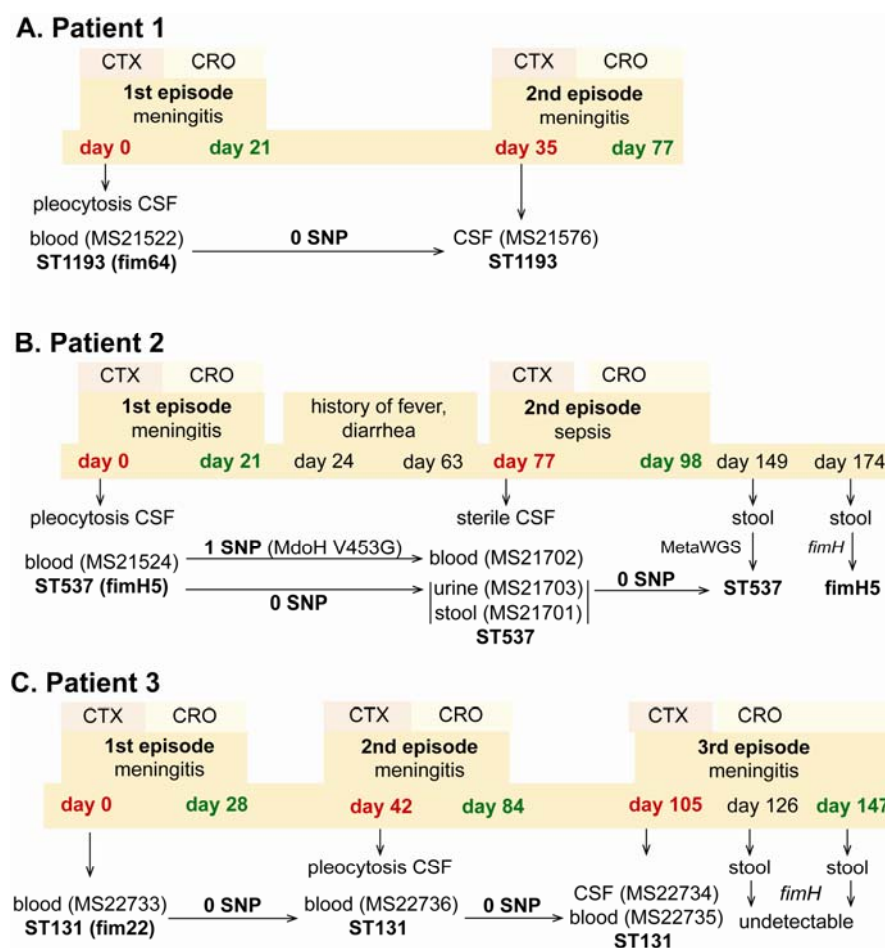 A. Patient 1
CTX CRO CTX CRO
1st episode 2nd episode
meningitis meningitis
day 0 day 21 day 35 day 77
pleocytosis CSF
blood (MS21522) 0 SNP CSF (MS21576)
ST1193 (fim64) ST1193
B. Patient 2
CTX CRO CTX CRO
1st episode history of fever, 2nd episode
meningitis diarrhea sepsis
day 0 day 21 day 24 day 63 day 77 day 98 day 149 day 174
pleocytosis CSF sterile CSF stool stool
MetaWGS fimH
blood (MS21524) 1 SNP (MdoH V453G) blood (MS21702)
ST537 (fimH5) 0 SNP urine (MS21703) 0 SNP ST537 fimH5
stool (MS21701)
ST537
C. Patient 3
CTX CRO CTX CRO CTX CRO
1st episode 2nd episode 3rd episode
meningitis meningitis meningitis
day 0 day 28 day 42 day 84 day 105 day 126 day 147
pleocytosis CSF stool stool
CSF (MS22734) fimH
blood (MS22733) 0 SNP blood (MS22736) 0 SNP blood (MS22735) undetectable
ST131 (fim22) ST131 ST131